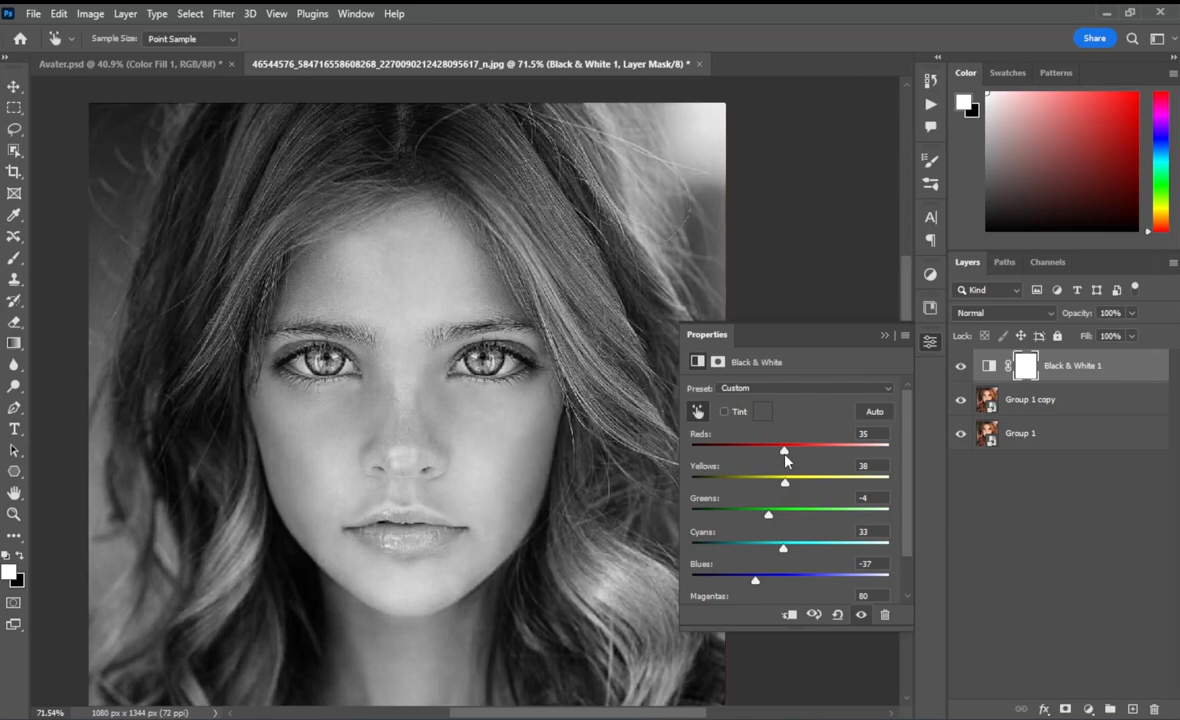 Ps File Edit Image Layer Type Select Filter 3D View Plugins Window Help
Sample Size: Point Sample Share
Avater.psd @ 40.9% (Color Fill 1, RGB/8#) * × 46544576_584716558608268_2270090212428095617_n.jpg @ 71.5% (Black & White 1, Layer Mask/8) * ×
Color Swatches Patterns
Layers Paths Channels
Kind
Normal Opacity: 100%
Lock: Fill: 100%
Black & White 1
Group 1 copy
Group 1
Properties
Black & White
Preset: Custom
Tint Auto
Reds: 35
Yellows: 38
Greens: -4
Cyans: 33
Blues: -37
Magentas: 80
71.54% 1080 px x 1344 px (72 ppi)